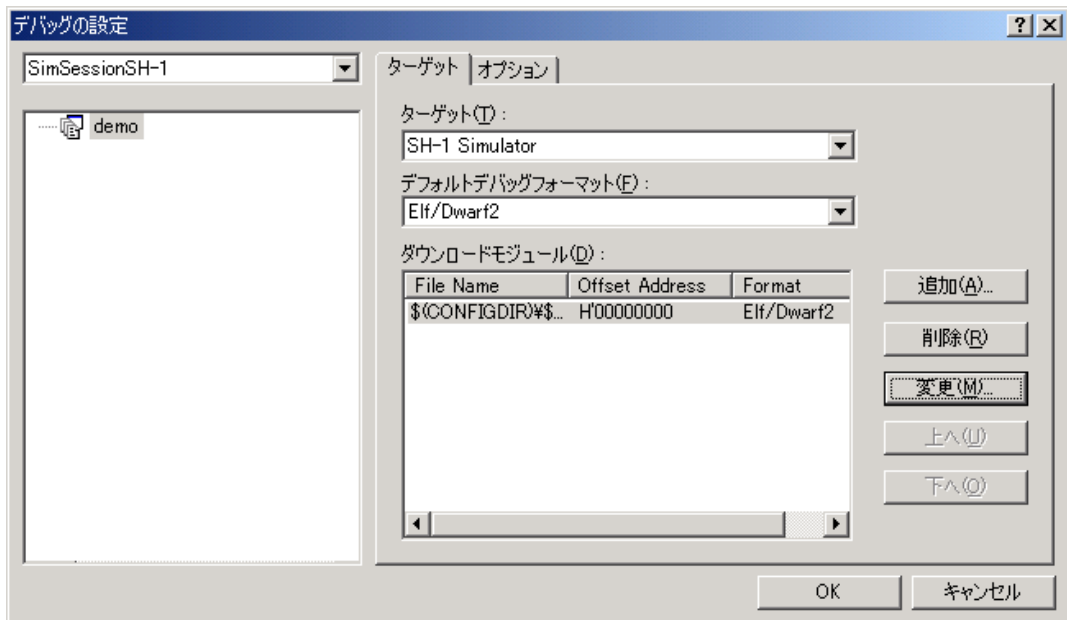 デバッグの設定
SimSessionSH-1
demo
ターゲット オプション
ターゲット(T):
SH-1 Simulator
デフォルトデバッグフォーマット(F):
Elf/Dwarf2
ダウンロードモジュール(D):
File Name Offset Address Format
$(CONFIGDIR)¥$... H'00000000 Elf/Dwarf2
追加(A)...
削除(R)
変更(M)...
上へ(U)
下へ(O)
OK キャンセル